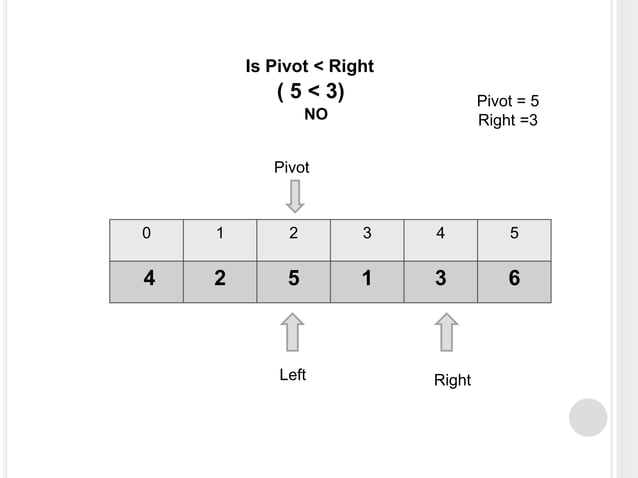 Is Pivot < Right
( 5 < 3)
NO
Pivot = 5
Right =3
Pivot
0 1 2 3 4 5
4 2 5 1 3 6
Left
Right